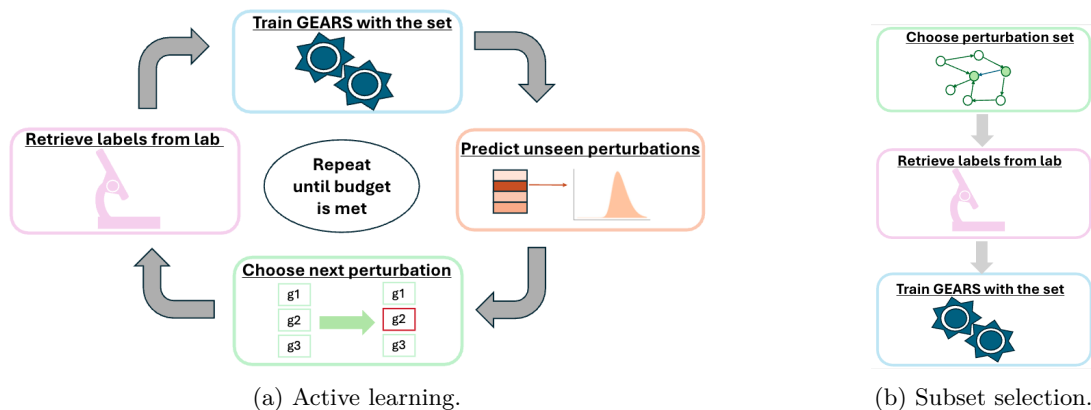 Train GEARS with the set
Retrieve labels from lab
Repeat
until budget
is met
Predict unseen perturbations
Choose next perturbation
g1
g2
g3
g1
g2
g3
(a) Active learning.
Choose perturbation set
Retrieve labels from lab
Train GEARS with the set
(b) Subset selection.